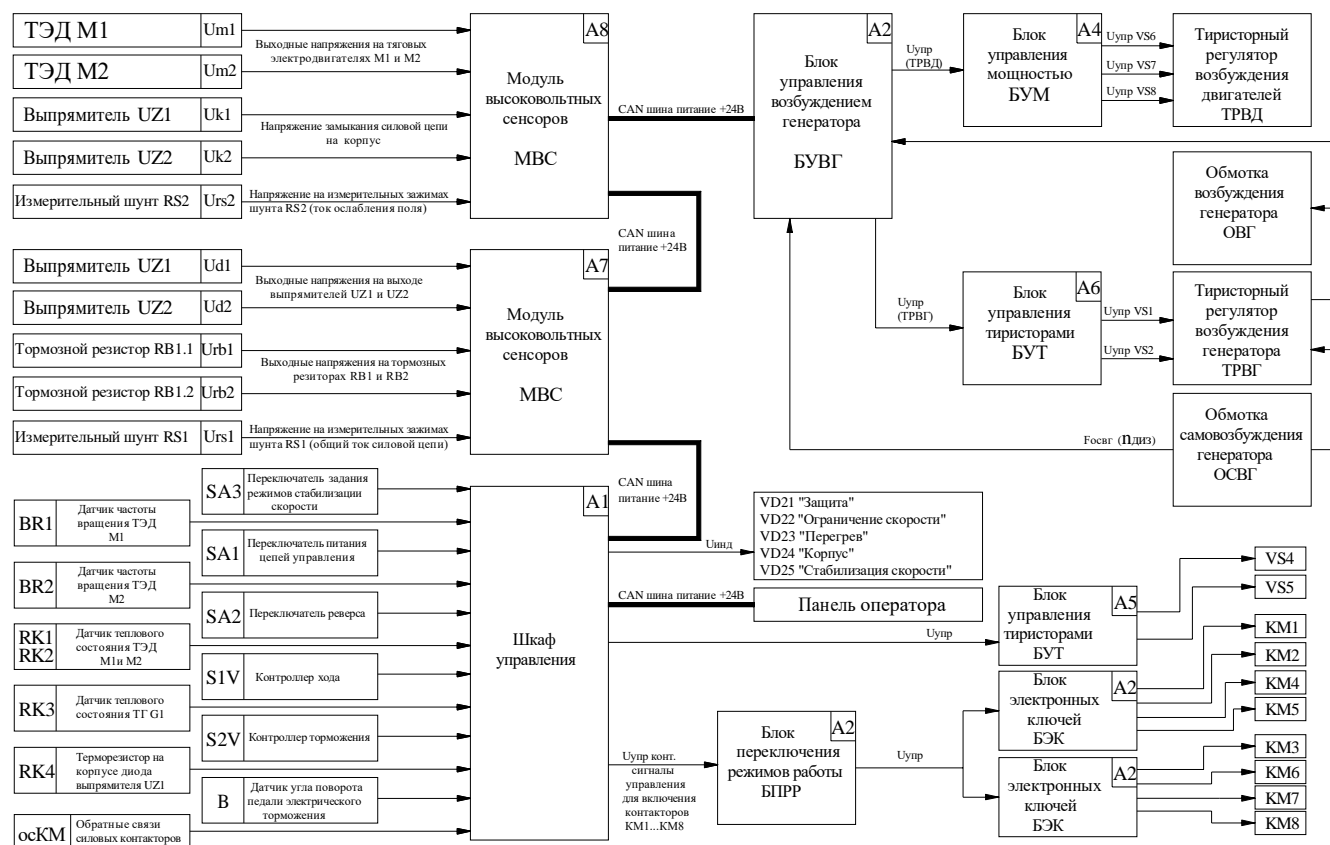 ТЭД М1
Um1
ТЭД М2
Um2
Выходные напряжения на тяговых
электродвигателях М1 и М2
Выпрямитель UZ1
Uk1
Выпрямитель UZ2
Uk2
Напряжение замыкания силовой цепи
на корпус
Измерительный шунт RS2
Urs2
Напряжение на измерительных зажимах
шунта RS2 (ток ослабления поля)
A8
Модуль
высоковольтных
сенсоров
МВС
CAN шина питание +24В
A2
Блок
управления
возбуждением
генератора
БУВГ
Uупр
(ТРВД)
A4
Блок
управления
мощностью
БУМ
Uупр VS6
Uупр VS7
Uупр VS8
Тиристорный
регулятор
возбуждения
двигателей
ТРВД
Обмотка
возбуждения
генератора
ОВГ
CAN шина
питание +24В
Выпрямитель UZ1
Ud1
Выпрямитель UZ2
Ud2
Выходные напряжения на выходе
выпрямителей UZ1 и UZ2
Тормозной резистор RB1.1
Urb1
Тормозной резистор RB1.2
Urb2
Выходные напряжения на тормозных
резиторах RB1 и RB2
Измерительный шунт RS1
Urs1
Напряжение на измерительных зажимах
шунта RS1 (общий ток силовой цепи)
A7
Модуль
высоковольтных
сенсоров
МВС
Uупр
(ТРВГ)
A6
Блок
управления
тиристорами
БУТ
Uупр VS1
Uупр VS2
Тиристорный
регулятор
возбуждения
генератора
ТРВГ
Fосвг (nдиз)
Обмотка
самовозбуждения
генератора
ОСВГ
CAN шина
питание +24В
SA3
Переключатель задания
режимов стабилизации
скорости
BR1
Датчик частоты
вращения ТЭД
М1
SA1
Переключатель питания
цепей управления
BR2
Датчик частоты
вращения ТЭД
М2
SA2
Переключатель реверса
RK1
RK2
Датчик теплового
состояния ТЭД
М1и М2
S1V
Контроллер хода
RK3
Датчик теплового
состояния ТГ G1
S2V
Контроллер торможения
RK4
Терморезистор на
корпусе диода
выпрямителя UZ1
B
Датчик угла поворота
педали электрического
торможения
осКМ
Обратные связи
силовых контакторов
A1
Шкаф
управления
Uинд
VD21 "Защита"
VD22 "Ограничение скорости"
VD23 "Перегрев"
VD24 "Корпус"
VD25 "Стабилизация скорости"
CAN шина питание +24В
Панель оператора
Uупр
A5
Блок
управления
тиристорами
БУТ
VS4
VS5
Uупр конт.
сигналы
управления
для включения
контакторов
КМ1...КМ8
A2
Блок
переключения
режимов работы
БПРР
Uупр
A2
Блок
электронных
ключей
БЭК
KM1
KM2
KM4
KM5
A2
Блок
электронных
ключей
БЭК
KM3
KM6
KM7
KM8